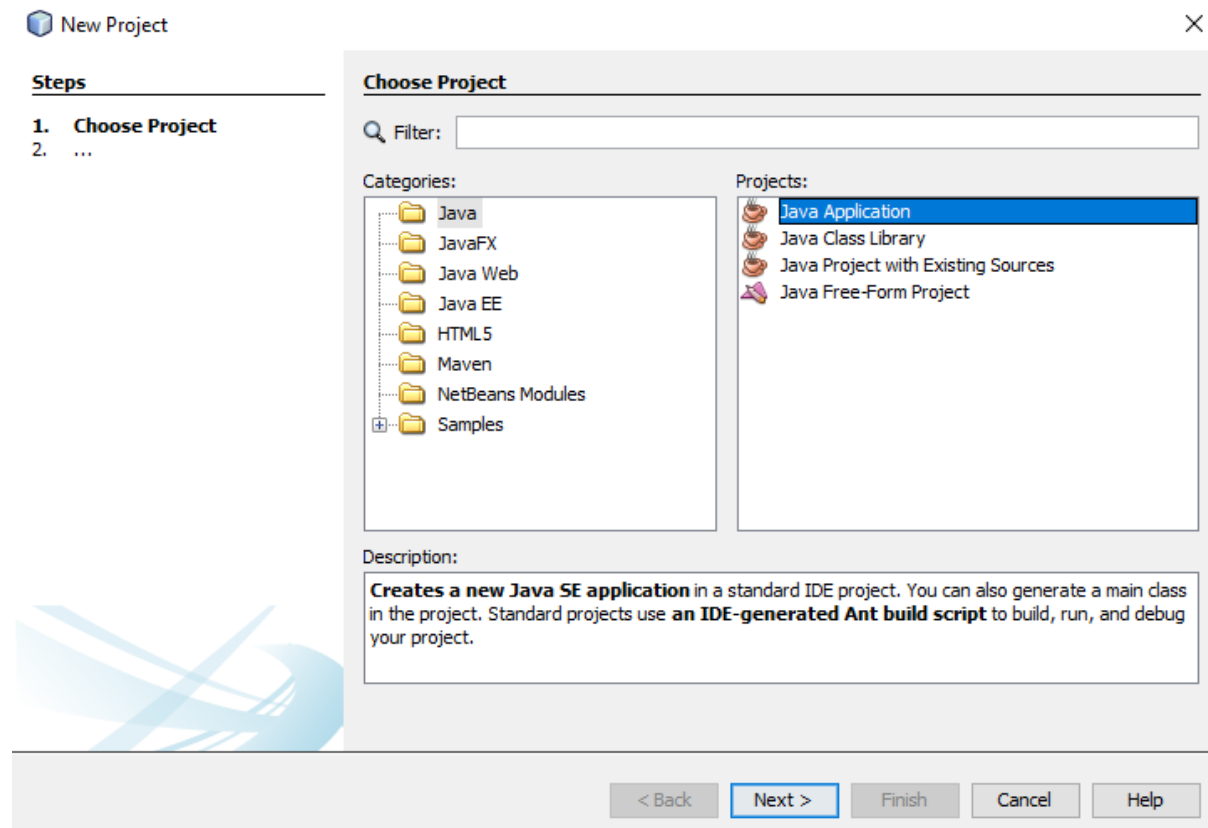 New Project
Steps
1. Choose Project
2. ...
Choose Project
Filter:
Categories:
Java
JavaFX
Java Web
Java EE
HTML5
Maven
NetBeans Modules
Samples
Projects:
Java Application
Java Class Library
Java Project with Existing Sources
Java Free-Form Project
Description:
Creates a new Java SE application in a standard IDE project. You can also generate a main class
in the project. Standard projects use an IDE-generated Ant build script to build, run, and debug
your project.
< Back
Next >
Finish
Cancel
Help